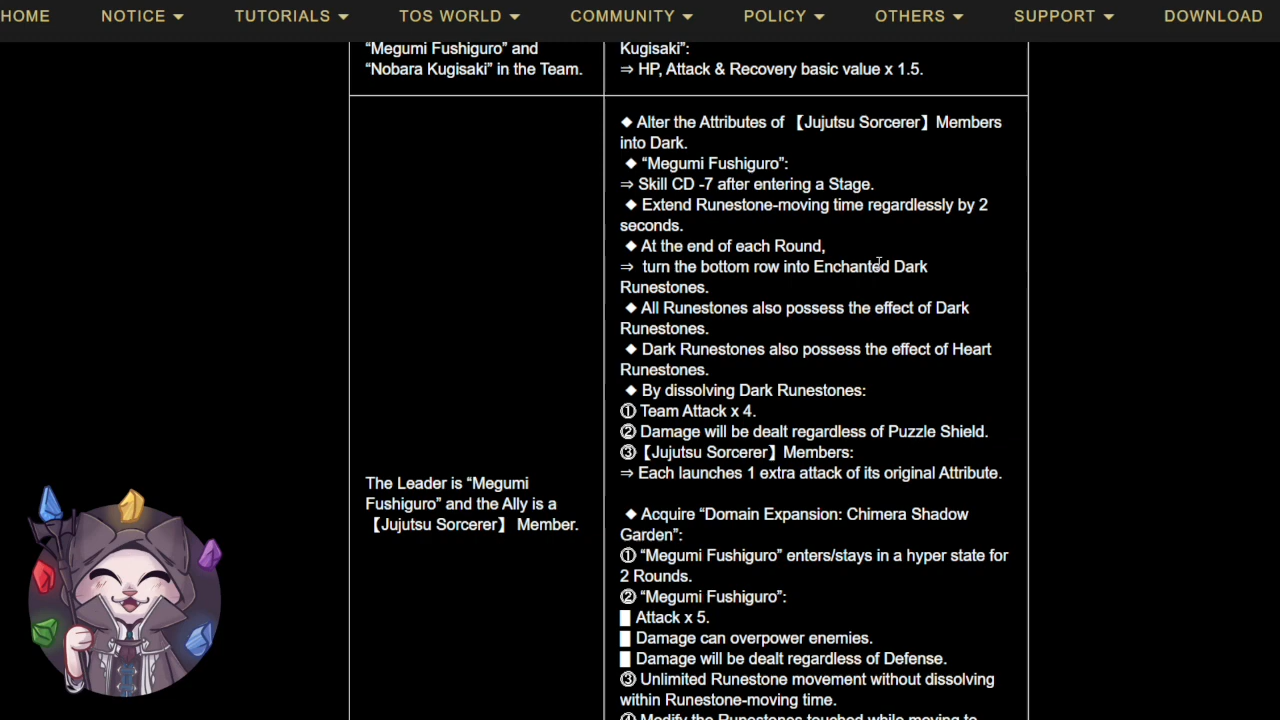 HOME NOTICE TUTORIALS TOS WORLD COMMUNITY POLICY OTHERS SUPPORT DOWNLOAD
“Megumi Fushiguro” and
“Nobara Kugisaki” in the Team.
Kugisaki”:
⇒ HP, Attack & Recovery basic value x 1.5.
The Leader is “Megumi
Fushiguro” and the Ally is a
【Jujutsu Sorcerer】 Member.
◆ Alter the Attributes of 【Jujutsu Sorcerer】 Members
into Dark.
◆ “Megumi Fushiguro”:
⇒ Skill CD -7 after entering a Stage.
◆ Extend Runestone-moving time regardlessly by 2
seconds.
◆ At the end of each Round,
⇒ turn the bottom row into Enchanted Dark
Runestones.
◆ All Runestones also possess the effect of Dark
Runestones.
◆ Dark Runestones also possess the effect of Heart
Runestones.
◆ By dissolving Dark Runestones:
① Team Attack x 4.
② Damage will be dealt regardless of Puzzle Shield.
③【Jujutsu Sorcerer】Members:
⇒ Each launches 1 extra attack of its original Attribute.
◆ Acquire “Domain Expansion: Chimera Shadow
Garden”:
① “Megumi Fushiguro” enters/stays in a hyper state for
2 Rounds.
② “Megumi Fushiguro”:
█ Attack x 5.
█ Damage can overpower enemies.
█ Damage will be dealt regardless of Defense.
③ Unlimited Runestone movement without dissolving
within Runestone-moving time.
④ Modify the Runestones touched while moving to